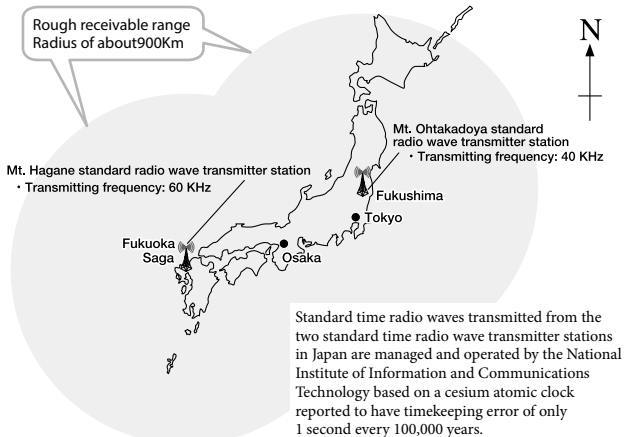 Rough receivable range
Radius of about900Km
N
Mt. Ohtakadoya standard
radio wave transmitter station
・Transmitting frequency: 40 KHz
Mt. Hagane standard radio wave transmitter station
・Transmitting frequency: 60 KHz
Fukushima
Tokyo
Fukuoka
Saga
Osaka
Standard time radio waves transmitted from the
two standard time radio wave transmitter stations
in Japan are managed and operated by the National
Institute of Information and Communications
Technology based on a cesium atomic clock
reported to have timekeeping error of only
1 second every 100,000 years.